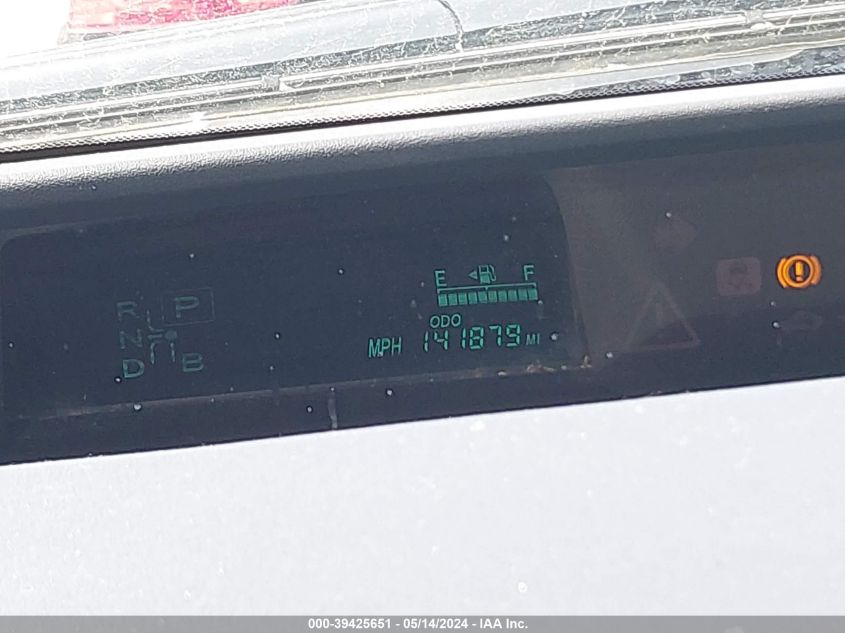 E F
ODO
MPH 141879 MI
R P
N
D B
000-39425651 - 05/14/2024 - IAA Inc.